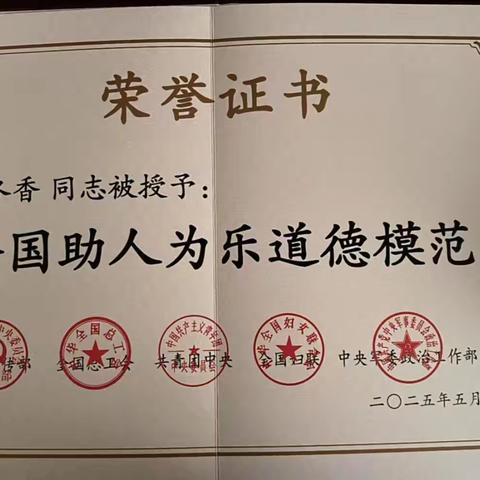 荣誉证书
香 同志被授予：
国助人为乐道德模范
传部 全国总工会 共青团中央 全国妇联 中央军委政治工作部
二〇二五年五月